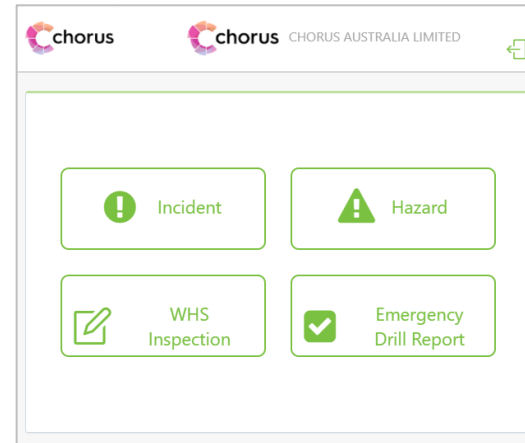 chorus
chorus CHORUS AUSTRALIA LIMITED
Incident
Hazard
WHS
Inspection
Emergency
Drill Report